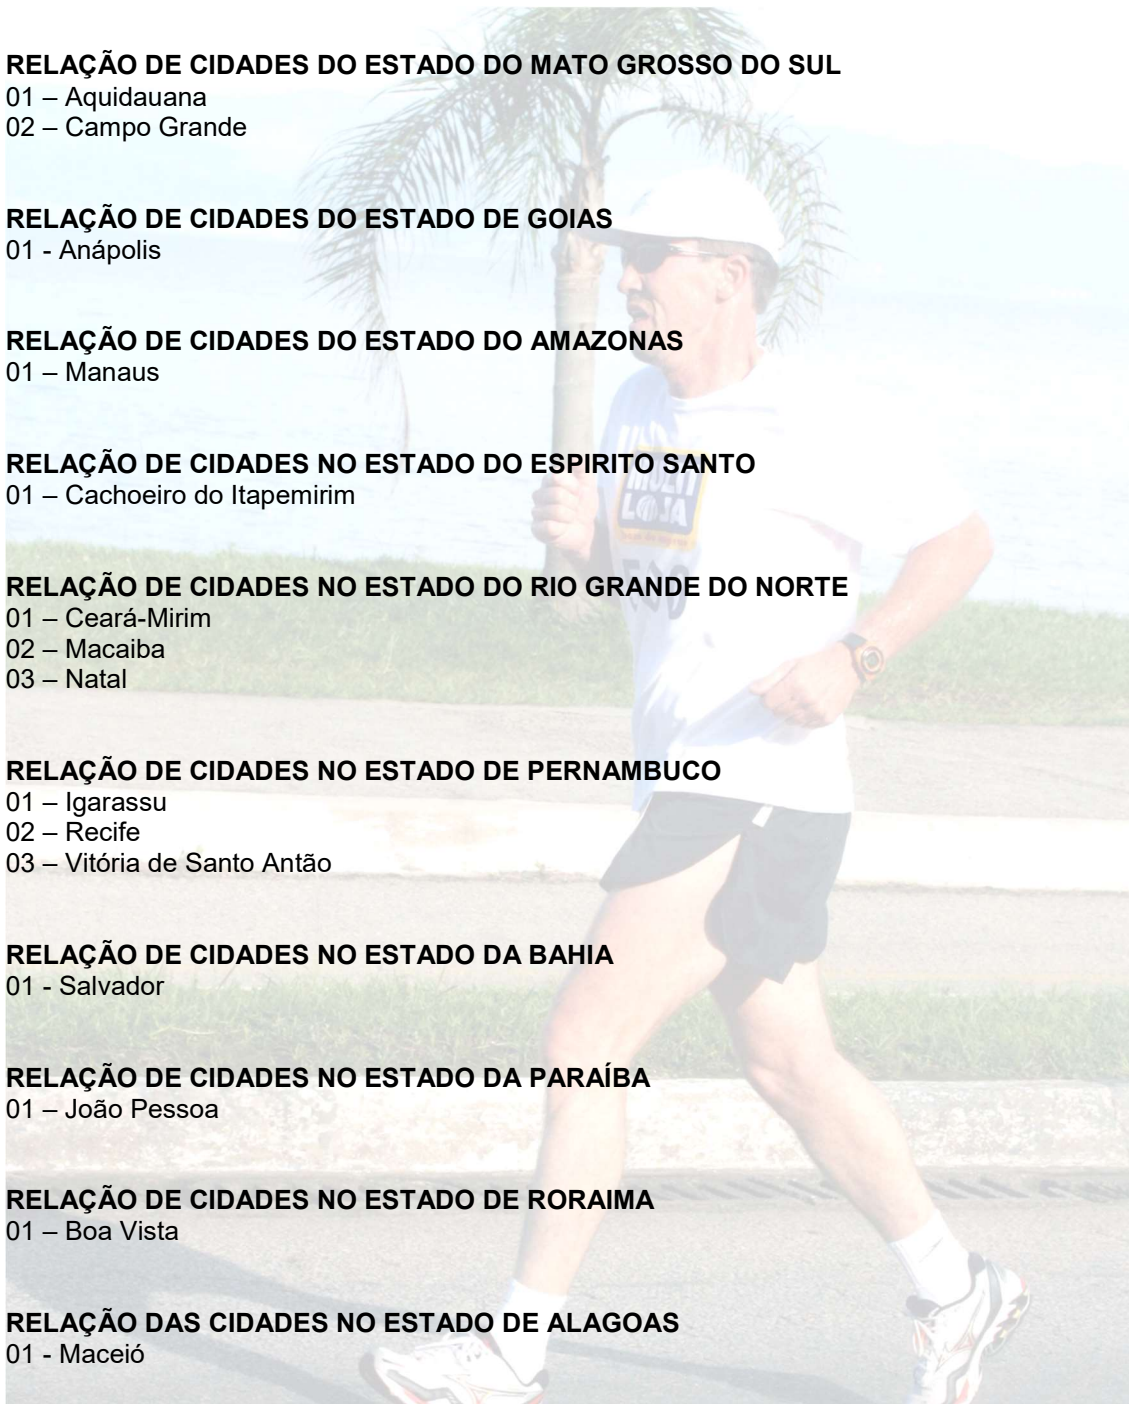 RELAÇÃO DE CIDADES DO ESTADO DO MATO GROSSO DO SUL
01 – Aquidauana
02 – Campo Grande
RELAÇÃO DE CIDADES DO ESTADO DE GOIAS
01 - Anápolis
RELAÇÃO DE CIDADES DO ESTADO DO AMAZONAS
01 – Manaus
RELAÇÃO DE CIDADES NO ESTADO DO ESPIRITO SANTO
01 – Cachoeiro do Itapemirim
RELAÇÃO DE CIDADES NO ESTADO DO RIO GRANDE DO NORTE
01 – Ceará-Mirim
02 – Macaiba
03 – Natal
RELAÇÃO DE CIDADES NO ESTADO DE PERNAMBUCO
01 – Igarassu
02 – Recife
03 – Vitória de Santo Antão
RELAÇÃO DE CIDADES NO ESTADO DA BAHIA
01 - Salvador
RELAÇÃO DE CIDADES NO ESTADO DA PARAÍBA
01 – João Pessoa
RELAÇÃO DE CIDADES NO ESTADO DE RORAIMA
01 – Boa Vista
RELAÇÃO DAS CIDADES NO ESTADO DE ALAGOAS
01 - Maceió
MULTI
LOJA